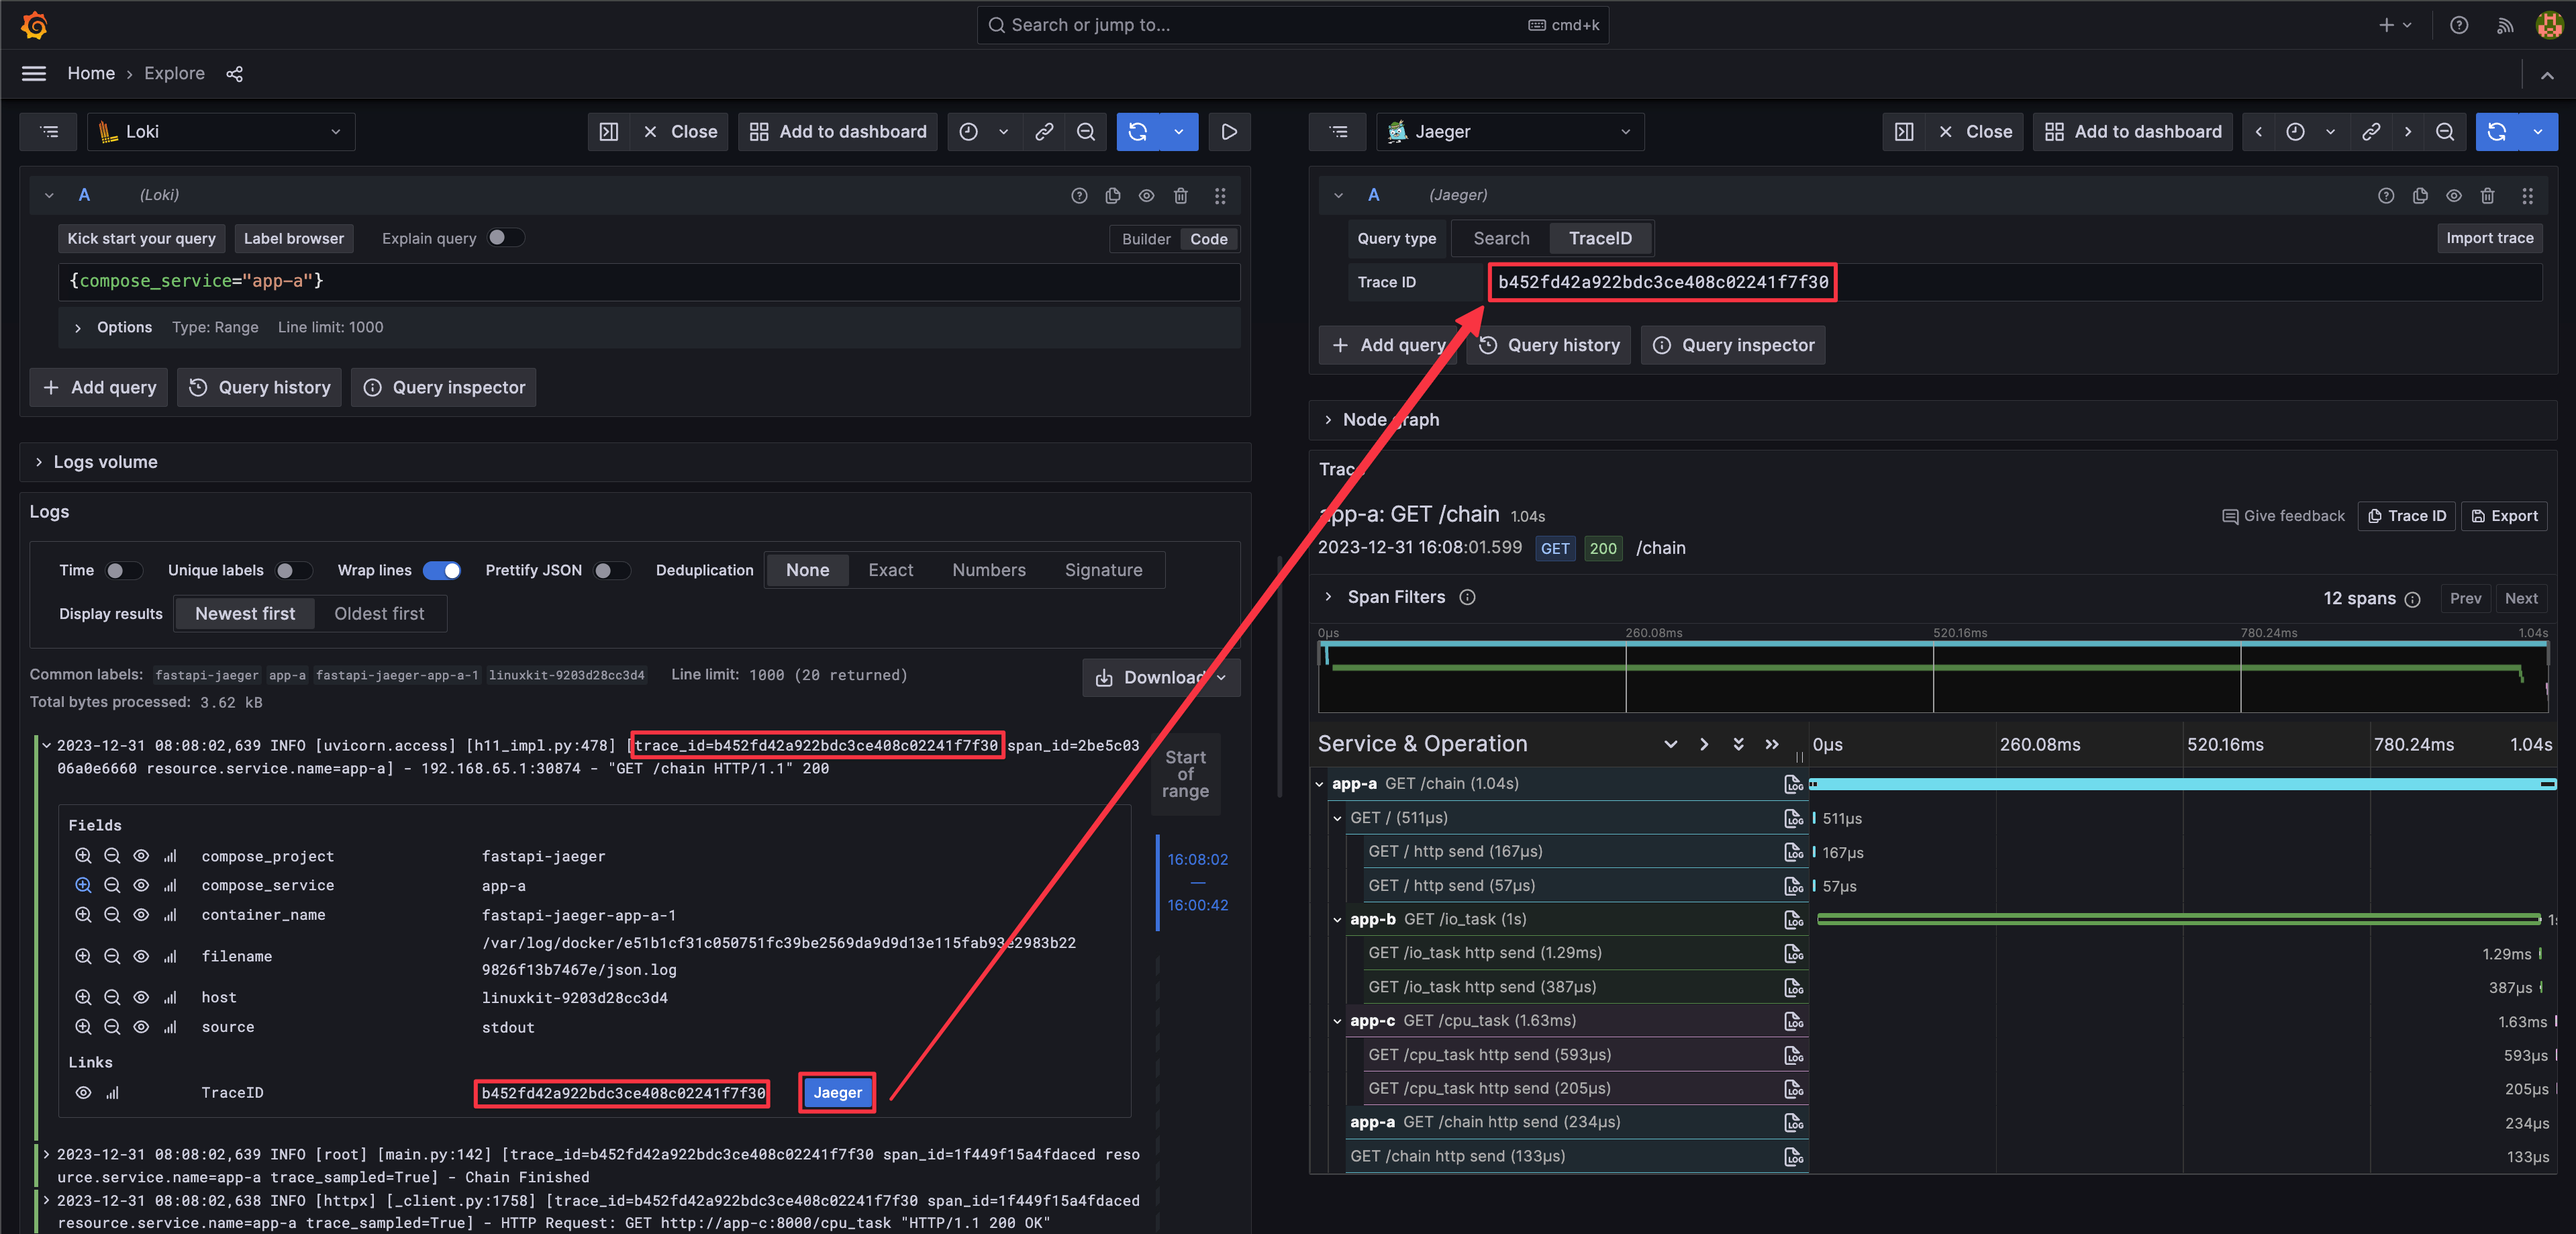 Search or jump to...
cmd+k
Home › Explore
Loki
Close
Add to dashboard
A (Loki)
Kick start your query
Label browser
Explain query
Builder
Code
{compose_service="app-a"}
Options Type: Range Line limit: 1000
Add query
Query history
Query inspector
Logs volume
Logs
Time
Unique labels
Wrap lines
Prettify JSON
Deduplication
None
Exact
Numbers
Signature
Display results
Newest first
Oldest first
Common labels: fastapi-jaeger app-a fastapi-jaeger-app-a-1 linuxkit-9203d28cc3d4 Line limit: 1000 (20 returned)
Total bytes processed: 3.62 kB
Download
2023-12-31 08:08:02,639 INFO [uvicorn.access] [h11_impl.py:478] [trace_id=b452fd42a922bdc3ce408c02241f7f30 span_id=2be5c03
06a0e6660 resource.service.name=app-a] - 192.168.65.1:30874 - "GET /chain HTTP/1.1" 200
Start
of
range
16:08:02
—
16:00:42
Fields
compose_project fastapi-jaeger
compose_service app-a
container_name fastapi-jaeger-app-a-1
filename /var/log/docker/e51b1cf31c050751fc39be2569da9d9d13e115fab93e2983b22
9826f13b7467e/json.log
host linuxkit-9203d28cc3d4
source stdout
Links
TraceID b452fd42a922bdc3ce408c02241f7f30 Jaeger
2023-12-31 08:08:02,639 INFO [root] [main.py:142] [trace_id=b452fd42a922bdc3ce408c02241f7f30 span_id=1f449f15a4fdaced reso
urce.service.name=app-a trace_sampled=True] - Chain Finished
2023-12-31 08:08:02,638 INFO [httpx] [_client.py:1758] [trace_id=b452fd42a922bdc3ce408c02241f7f30 span_id=1f449f15a4fdaced
resource.service.name=app-a trace_sampled=True] - HTTP Request: GET http://app-c:8000/cpu_task "HTTP/1.1 200 OK"
Jaeger
Close
Add to dashboard
A (Jaeger)
Query type
Search
TraceID
Import trace
Trace ID b452fd42a922bdc3ce408c02241f7f30
Add query
Query history
Query inspector
Node graph
Trace
app-a: GET /chain 1.04s
Give feedback
Trace ID
Export
2023-12-31 16:08:01.599 GET 200 /chain
Span Filters
12 spans
Prev
Next
0µs 260.08ms 520.16ms 780.24ms 1.04s
Service & Operation
0µs 260.08ms 520.16ms 780.24ms 1.04s
app-a GET /chain (1.04s)
GET / (511µs) 511µs
GET / http send (167µs) 167µs
GET / http send (57µs) 57µs
app-b GET /io_task (1s)
GET /io_task http send (1.29ms) 1.29ms
GET /io_task http send (387µs) 387µs
app-c GET /cpu_task (1.63ms) 1.63ms
GET /cpu_task http send (593µs) 593µs
GET /cpu_task http send (205µs) 205µs
app-a GET /chain http send (234µs) 234µs
GET /chain http send (133µs) 133µs